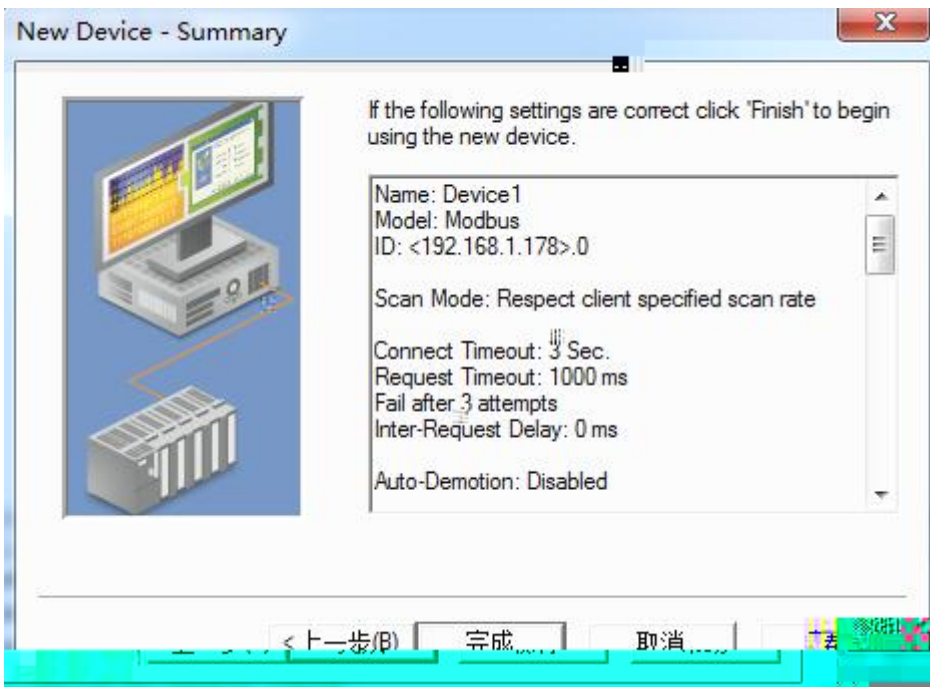 New Device - Summary
If the following settings are correct click 'Finish' to begin
using the new device.
Name: Device1
Model: Modbus
ID: <192.168.1.178>.0
Scan Mode: Respect client specified scan rate
Connect Timeout: 3 Sec.
Request Timeout: 1000 ms
Fail after 3 attempts
Inter-Request Delay: 0 ms
Auto-Demotion: Disabled
< 上一步(B) 完成 取消